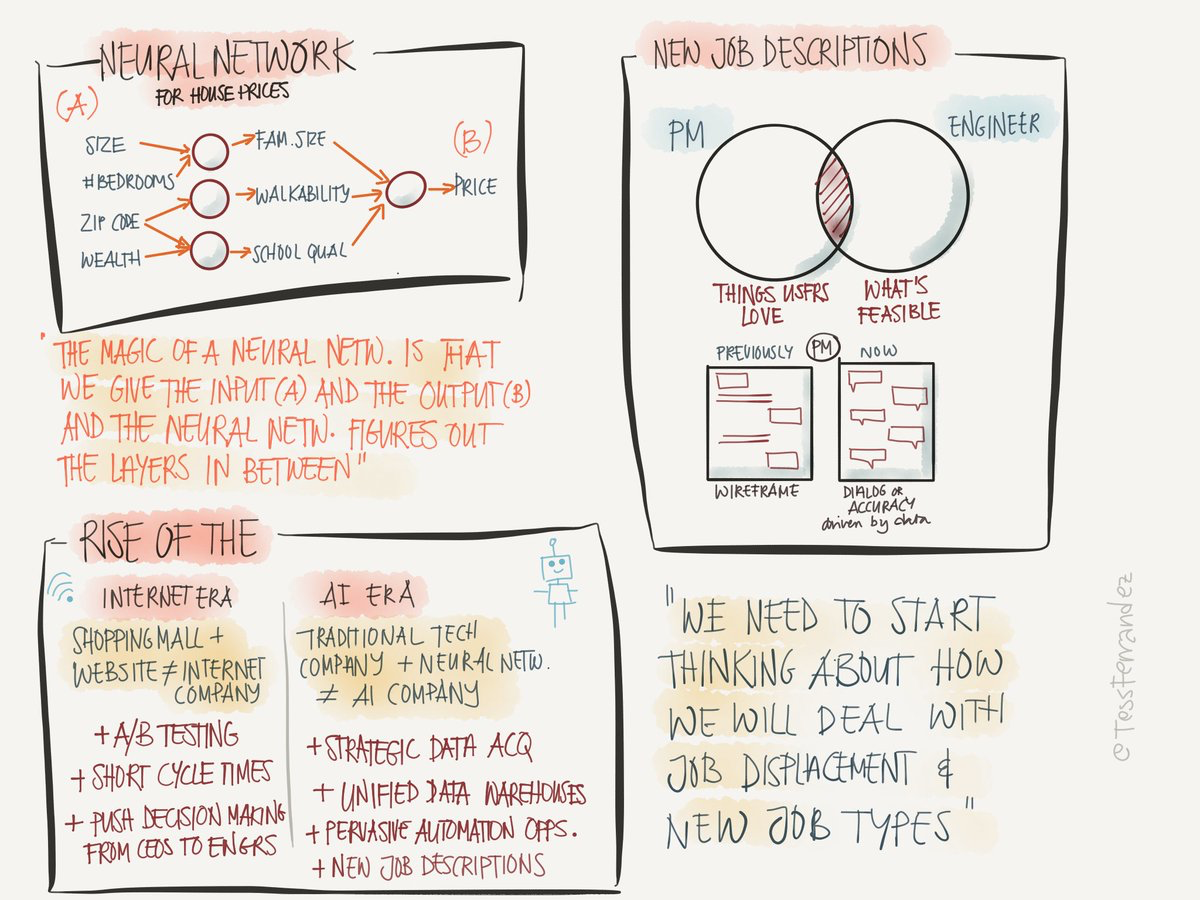 NEURAL NETWORK
FOR HOUSE PRICES
(A)
SIZE
#BEDROOMS
ZIP CODE
WEALTH
FAM. SIZE
WALKABILITY
SCHOOL QUAL
(B)
PRICE
"THE MAGIC OF A NEURAL NETW. IS THAT
WE GIVE THE INPUT(A) AND THE OUTPUT(B)
AND THE NEURAL NETW. FIGURES OUT
THE LAYERS IN BETWEEN"
RISE OF THE
INTERNET ERA
SHOPPING MALL +
WEBSITE ≠ INTERNET
COMPANY
+ A/B TESTING
+ SHORT CYCLE TIMES
+ PUSH DECISION MAKING
FROM CEOS TO ENGRS
AI ERA
TRADITIONAL TECH
COMPANY + NEURAL NETW.
≠ AI COMPANY
+ STRATEGIC DATA ACQ
+ UNIFIED DATA WAREHOUSES
+ PERVASIVE AUTOMATION OPPS.
+ NEW JOB DESCRIPTIONS
NEW JOB DESCRIPTIONS
PM
ENGINEER
THINGS USERS
LOVE
WHAT'S
FEASIBLE
PREVIOUSLY
PM
NOW
WIREFRAME
DIALOG or
ACCURACY
driven by data
"WE NEED TO START
THINKING ABOUT HOW
WE WILL DEAL WITH
JOB DISPLACEMENT &
NEW JOB TYPES"
©TessFerrandez